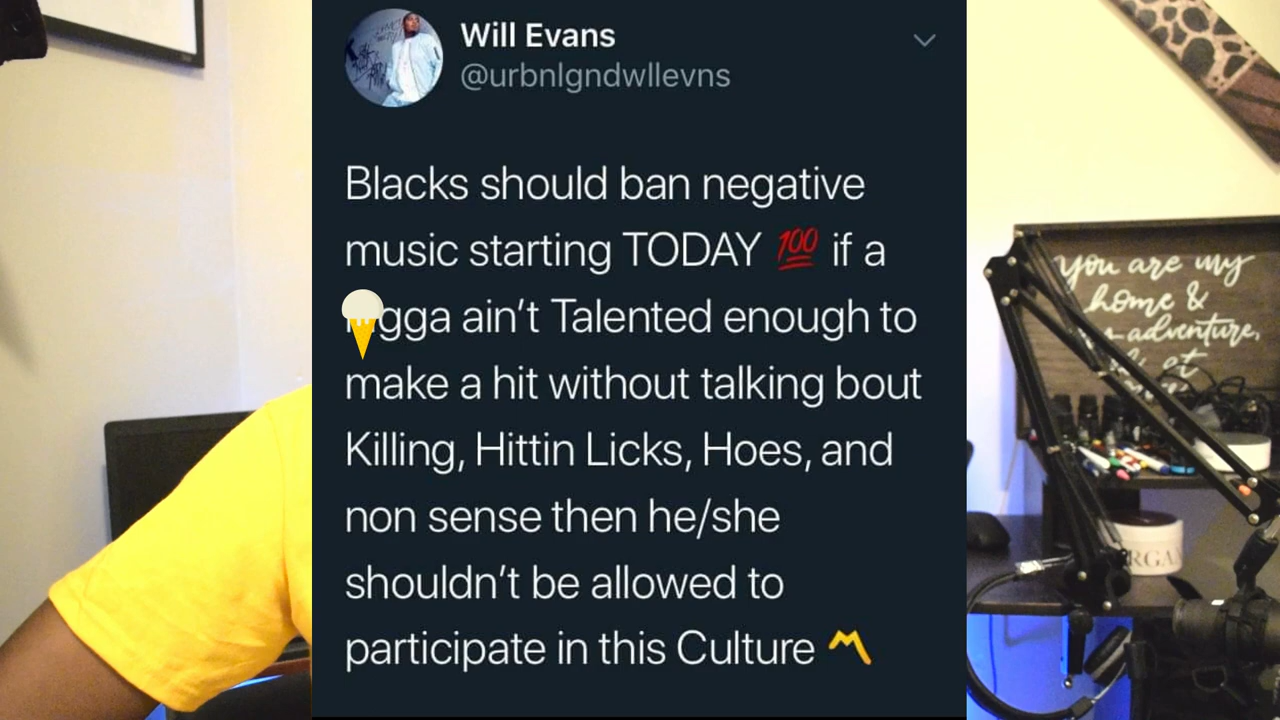 Will Evans
@urbnlgndwllevns
Blacks should ban negative
music starting TODAY 💯 if a
gga ain't Talented enough to
make a hit without talking bout
Killing, Hittin Licks, Hoes, and
non sense then he/she
shouldn't be allowed to
participate in this Culture 〽️
you are my
home &
adventure,
at
RGA